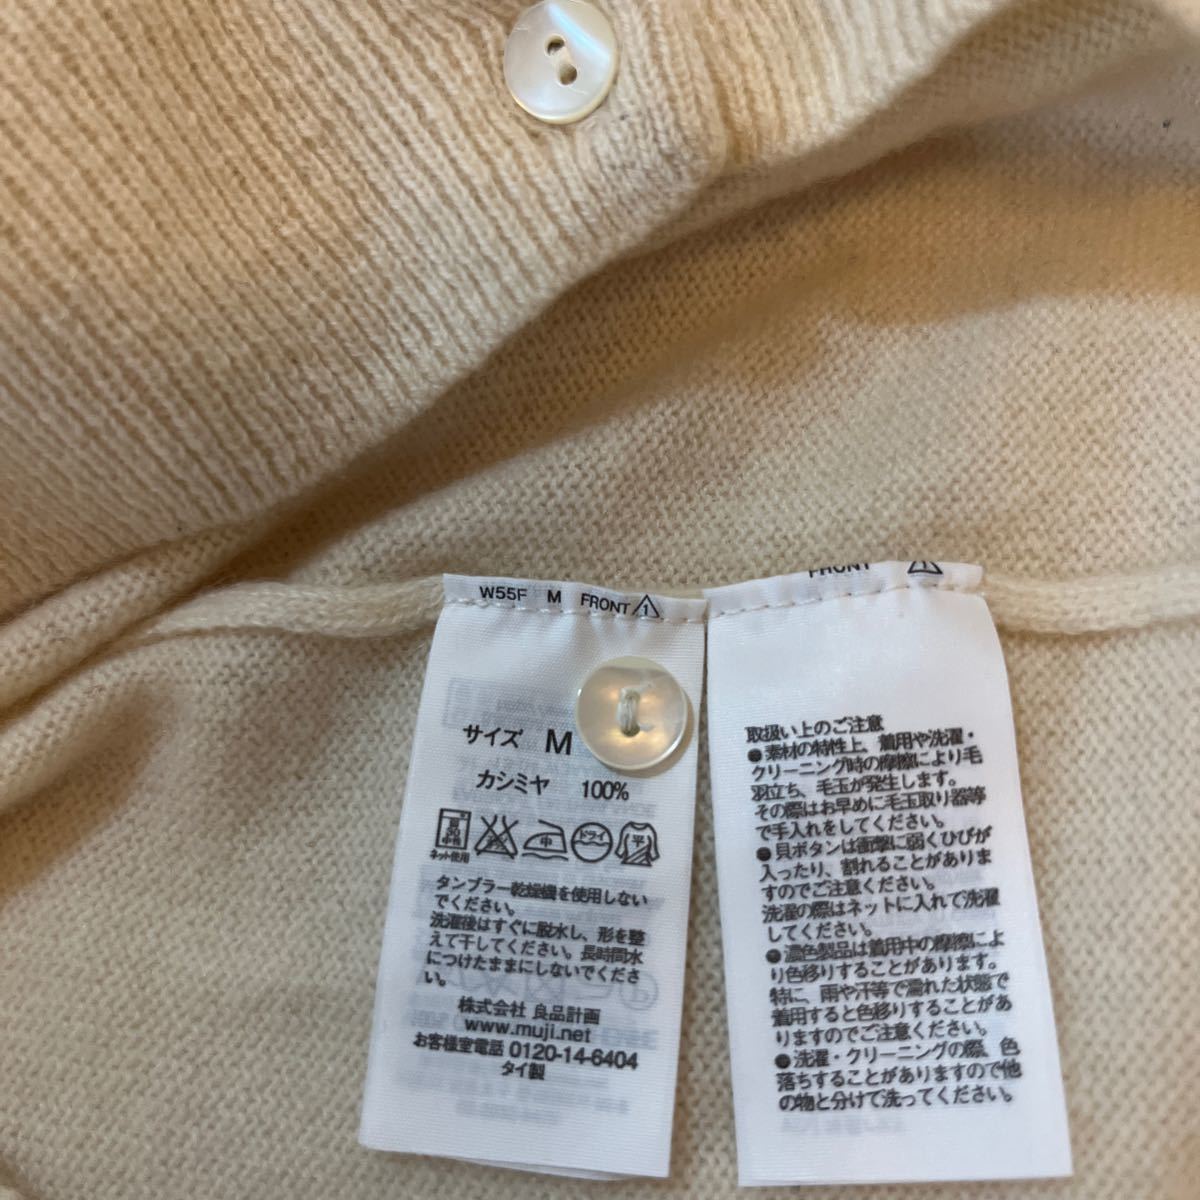 W55F M FRONT 1
サイズ M
カシミヤ 100%
中性
ネット使用
中
ドライ
平
タンブラー乾燥機を使用しない
でください。
洗濯後はすぐに脱水し、形を整
えて干してください。長時間水
につけたままにしないでくださ
い。
株式会社 良品計画
www.muji.net
お客様室電話 0120-14-6404
タイ製
FRONT
取扱い上のご注意
●素材の特性上、着用や洗濯・
クリーニング時の摩擦により毛
羽立ち、毛玉が発生します。
その際はお早めに毛玉取り器等
で手入れをしてください。
●貝ボタンは衝撃に弱くひびが
入ったり、割れることがありま
すのでご注意ください。
洗濯の際はネットに入れて洗濯
してください。
●濃色製品は着用中の摩擦によ
り色移りすることがあります。
特に、雨や汗等で濡れた状態で
着用すると色移りすることがあ
りますのでご注意ください。
●洗濯・クリーニングの際、色
落ちすることがありますので他
の物と分けて洗ってください。